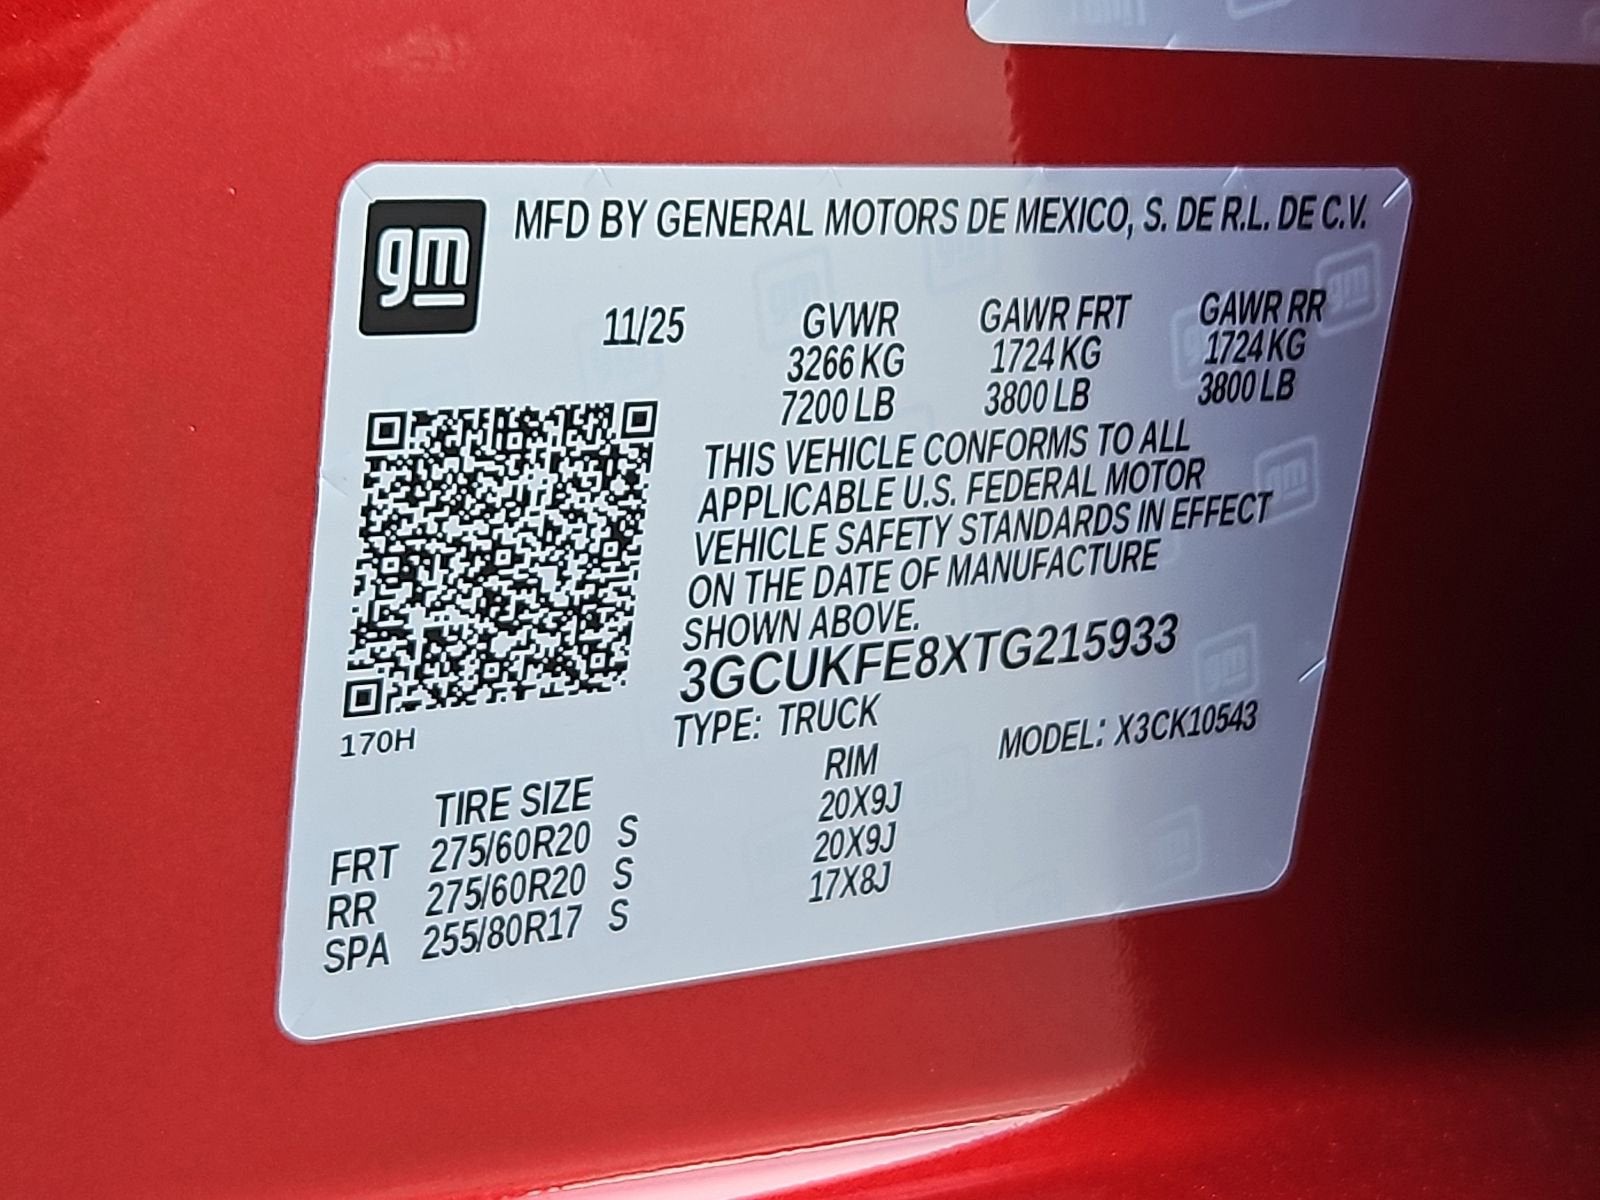 gm
MFD BY GENERAL MOTORS DE MEXICO, S. DE R.L. DE C.V.
11/25 GVWR GAWR FRT GAWR RR
3266 KG 1724 KG 1724 KG
7200 LB 3800 LB 3800 LB
THIS VEHICLE CONFORMS TO ALL
APPLICABLE U.S. FEDERAL MOTOR
VEHICLE SAFETY STANDARDS IN EFFECT
ON THE DATE OF MANUFACTURE
SHOWN ABOVE.
3GCUKFE8XTG215933
170H
TYPE: TRUCK MODEL: X3CK10543
TIRE SIZE RIM
FRT 275/60R20 S 20X9J
RR 275/60R20 S 20X9J
SPA 255/80R17 S 17X8J